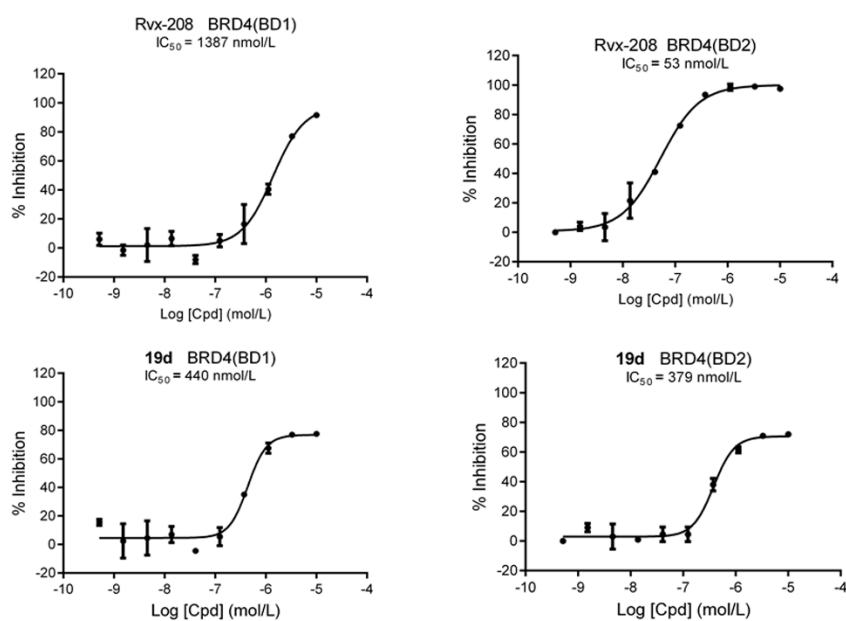 Rvx-208 BRD4(BD1)
IC50 = 1387 nmol/L
120
100
80
60
40
20
0
-20
% Inhibition
-10 -9 -8 -7 -6 -5 -4
Log [Cpd] (mol/L)
Rvx-208 BRD4(BD2)
IC50 = 53 nmol/L
120
100
80
60
40
20
0
-20
% Inhibition
-10 -9 -8 -7 -6 -5 -4
Log [Cpd] (mol/L)
19d BRD4(BD1)
IC50 = 440 nmol/L
120
100
80
60
40
20
0
-20
% Inhibition
-10 -9 -8 -7 -6 -5 -4
Log [Cpd] (mol/L)
19d BRD4(BD2)
IC50 = 379 nmol/L
120
100
80
60
40
20
0
-20
% Inhibition
-10 -9 -8 -7 -6 -5 -4
Log [Cpd] (mol/L)